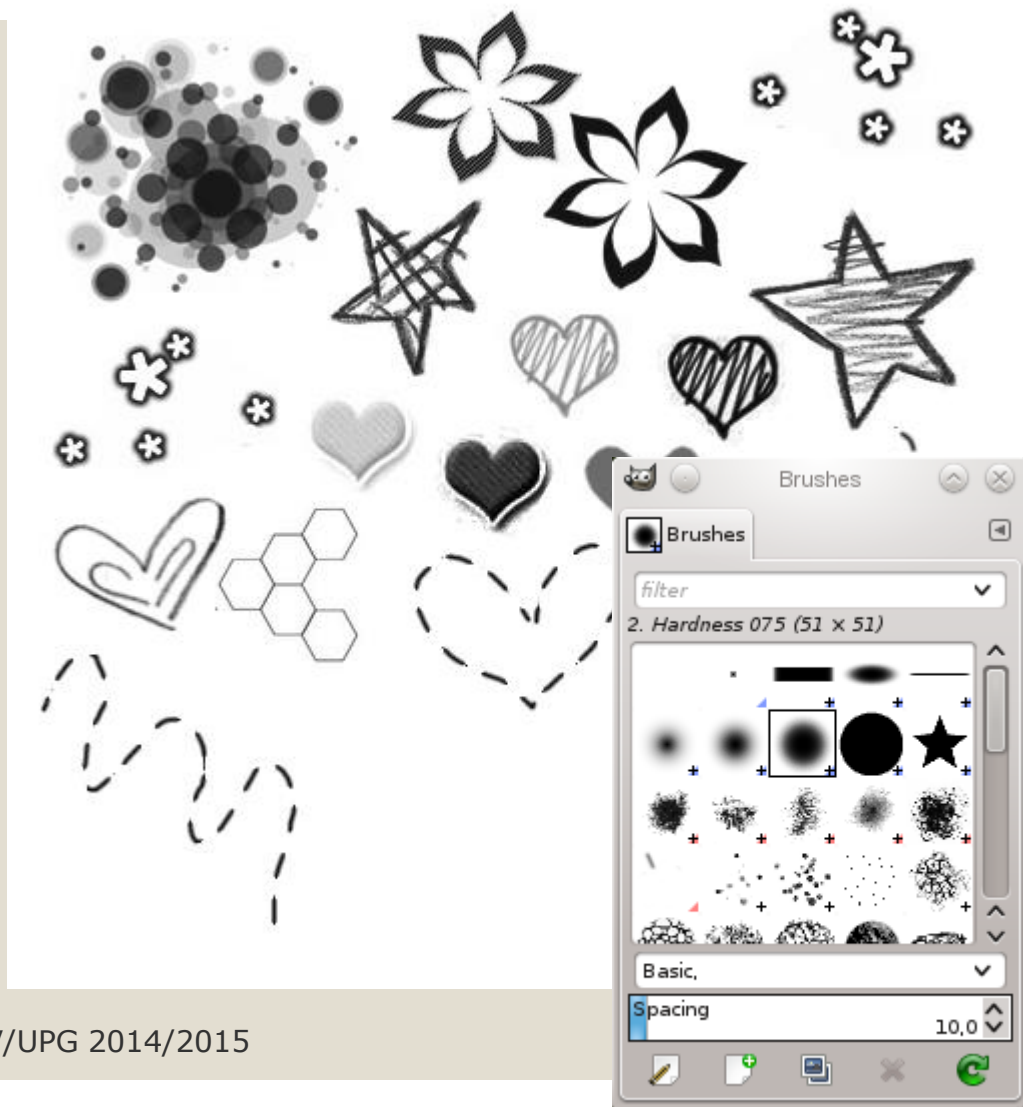 Brushes
Brushes
filter
2. Hardness 075 (51 × 51)
Basic,
Spacing
10,0
/UPG 2014/2015